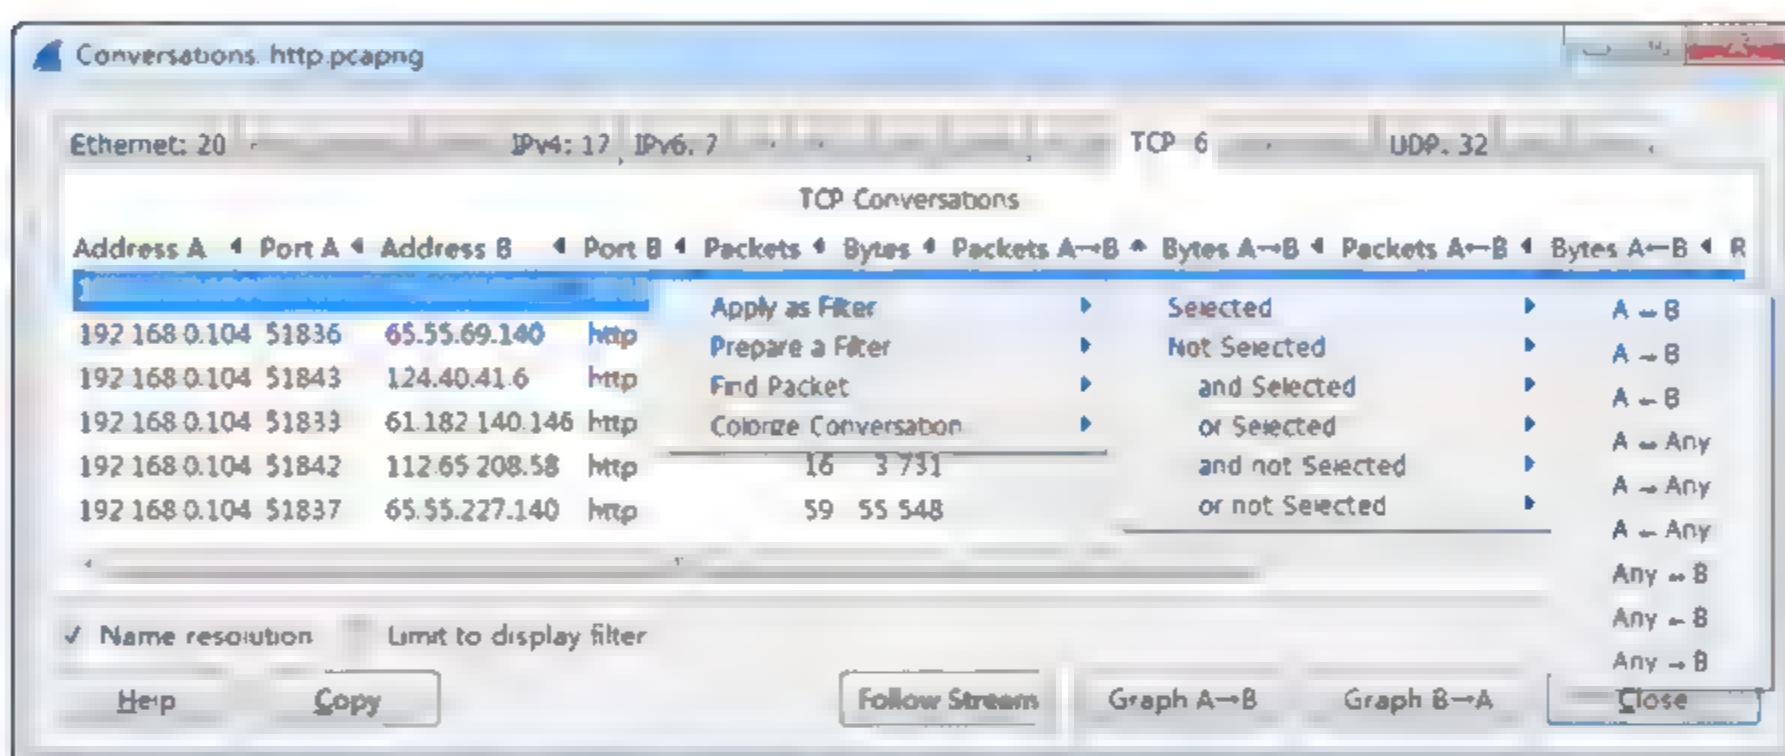 Conversations: http.pcapng
Ethernet: 20 IPv4: 17 IPv6: 7 TCP 6 UDP: 32
TCP Conversations
Address A Port A Address B Port B Packets Bytes Packets A→B Bytes A→B Packets A←B Bytes A←B R
Apply as Filter Selected A ↔ B
192.168.0.104 51836 65.55.69.140 http Prepare a Filter Not Selected A → B
192.168.0.104 51843 124.40.41.6 http Find Packet and Selected A ← B
192.168.0.104 51833 61.182.140.146 http Colorize Conversation or Selected A ↔ Any
192.168.0.104 51842 112.65.208.58 http 16 3 731 and not Selected A → Any
192.168.0.104 51837 65.55.227.140 http 59 55 548 or not Selected A ← Any
Any ↔ B
✓ Name resolution Limit to display filter Any ← B
Any → B
Help Copy Follow Stream Graph A→B Graph B→A Close